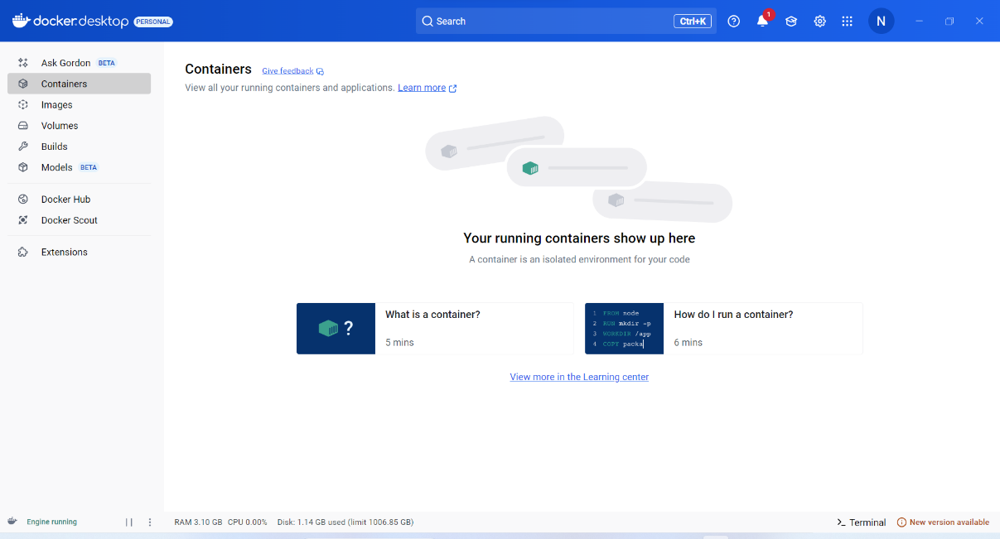 docker.desktop PERSONAL
Search
Ctrl+K
1
N
Ask Gordon BETA
Containers
Images
Volumes
Builds
Models BETA
Docker Hub
Docker Scout
Extensions
Containers Give feedback
View all your running containers and applications. Learn more
Your running containers show up here
A container is an isolated environment for your code
?
What is a container?
5 mins
1 FROM node
2 RUN mkdir -p
3 WORKDIR /app
4 COPY packa
How do I run a container?
6 mins
View more in the Learning center
Engine running
RAM 3.10 GB CPU 0.00% Disk: 1.14 GB used (limit 1006.85 GB)
>_ Terminal
New version available